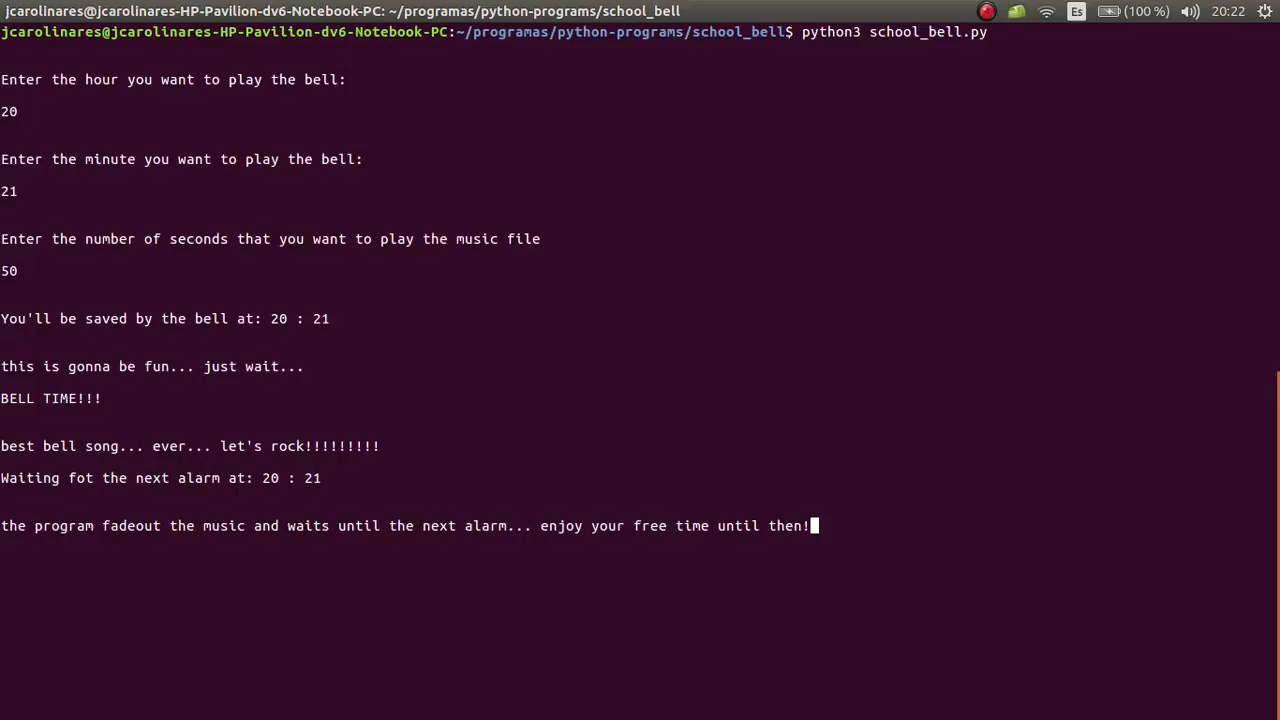 jcarolinares@jcarolinares-HP-Pavilion-dv6-Notebook-PC: ~/programas/python-programs/school_bell
Es (100 %) 20:22
jcarolinares@jcarolinares-HP-Pavilion-dv6-Notebook-PC:~/programas/python-programs/school_bell$ python3 school_bell.py
Enter the hour you want to play the bell:
20
Enter the minute you want to play the bell:
21
Enter the number of seconds that you want to play the music file
50
You'll be saved by the bell at: 20 : 21
this is gonna be fun... just wait...
BELL TIME!!!
best bell song... ever... let's rock!!!!!!!!!
Waiting fot the next alarm at: 20 : 21
the program fadeout the music and waits until the next alarm... enjoy your free time until then!